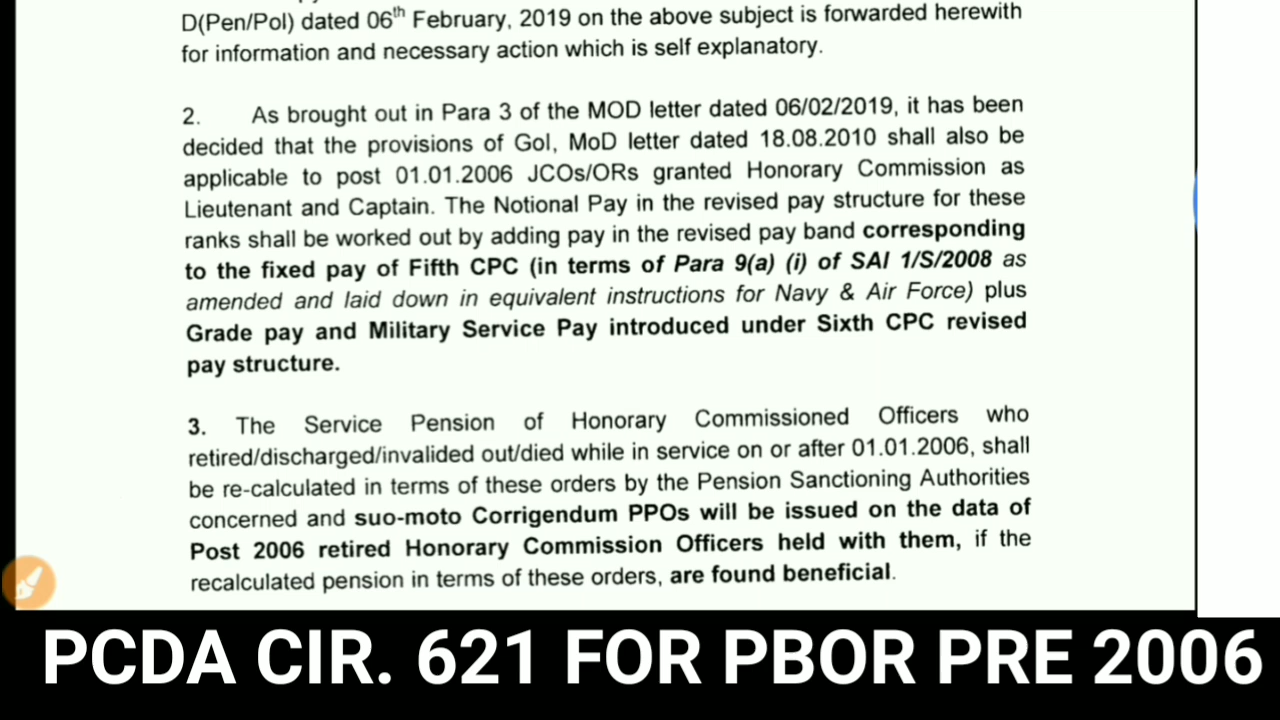 D(Pen/Pol) dated 06th February, 2019 on the above subject is forwarded herewith
for information and necessary action which is self explanatory.
2. As brought out in Para 3 of the MOD letter dated 06/02/2019, it has been
decided that the provisions of GoI, MoD letter dated 18.08.2010 shall also be
applicable to post 01.01.2006 JCOs/ORs granted Honorary Commission as
Lieutenant and Captain. The Notional Pay in the revised pay structure for these
ranks shall be worked out by adding pay in the revised pay band corresponding
to the fixed pay of Fifth CPC (in terms of Para 9(a) (i) of SAI 1/S/2008 as
amended and laid down in equivalent instructions for Navy & Air Force) plus
Grade pay and Military Service Pay introduced under Sixth CPC revised
pay structure.
3. The Service Pension of Honorary Commissioned Officers who
retired/discharged/invalided out/died while in service on or after 01.01.2006, shall
be re-calculated in terms of these orders by the Pension Sanctioning Authorities
concerned and suo-moto Corrigendum PPOs will be issued on the data of
Post 2006 retired Honorary Commission Officers held with them, if the
recalculated pension in terms of these orders, are found beneficial.
PCDA CIR. 621 FOR PBOR PRE 2006